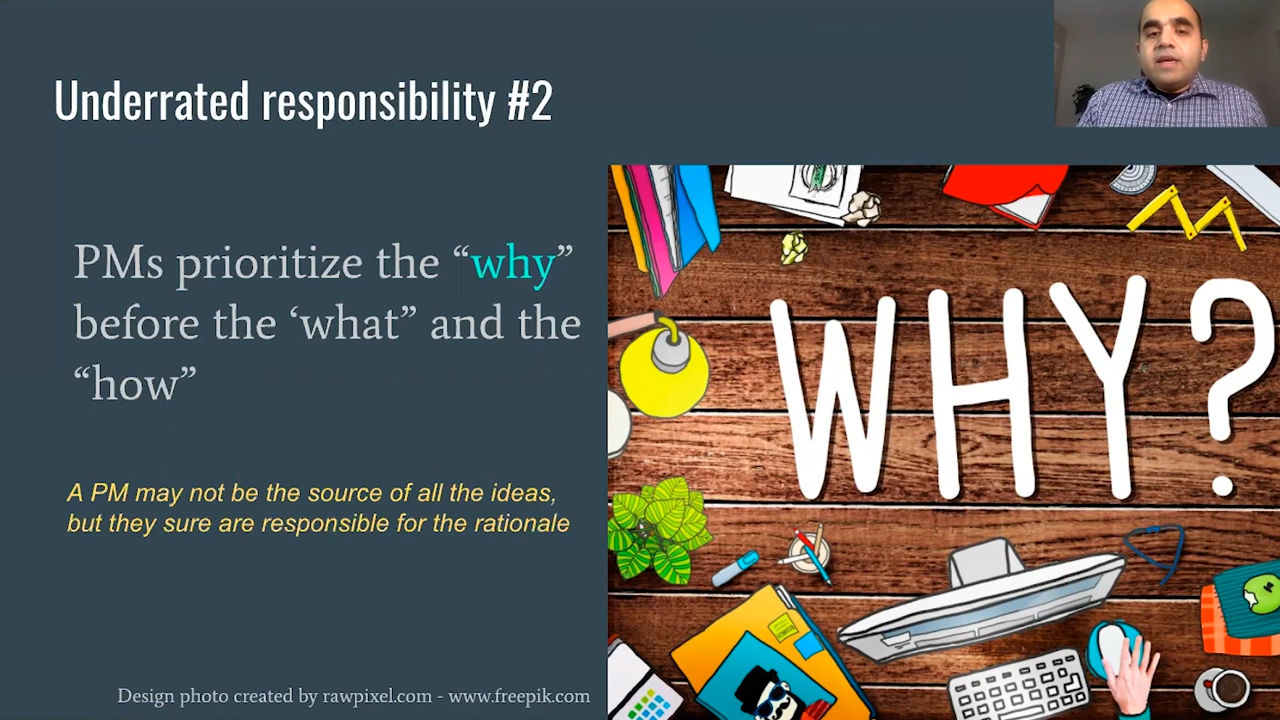 Underrated responsibility #2
PMs prioritize the “why”
before the ‘what” and the
“how”
A PM may not be the source of all the ideas,
but they sure are responsible for the rationale
WHY?
Design photo created by rawpixel.com - www.freepik.com